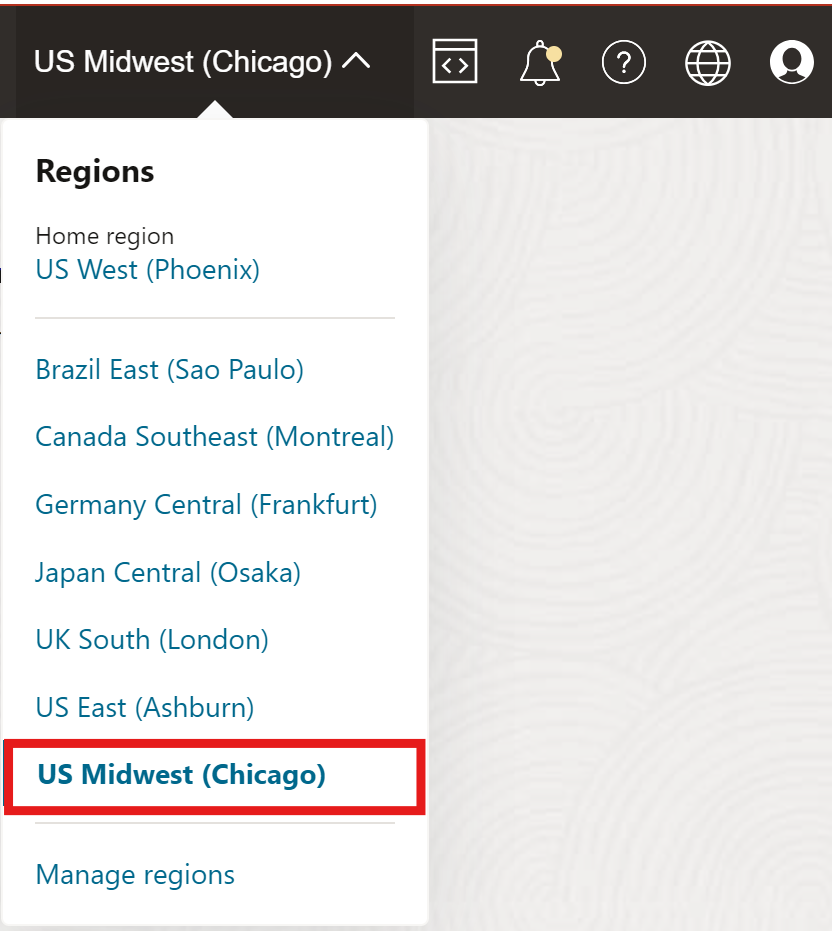 US Midwest (Chicago)
Regions
Home region
US West (Phoenix)
Brazil East (Sao Paulo)
Canada Southeast (Montreal)
Germany Central (Frankfurt)
Japan Central (Osaka)
UK South (London)
US East (Ashburn)
US Midwest (Chicago)
Manage regions